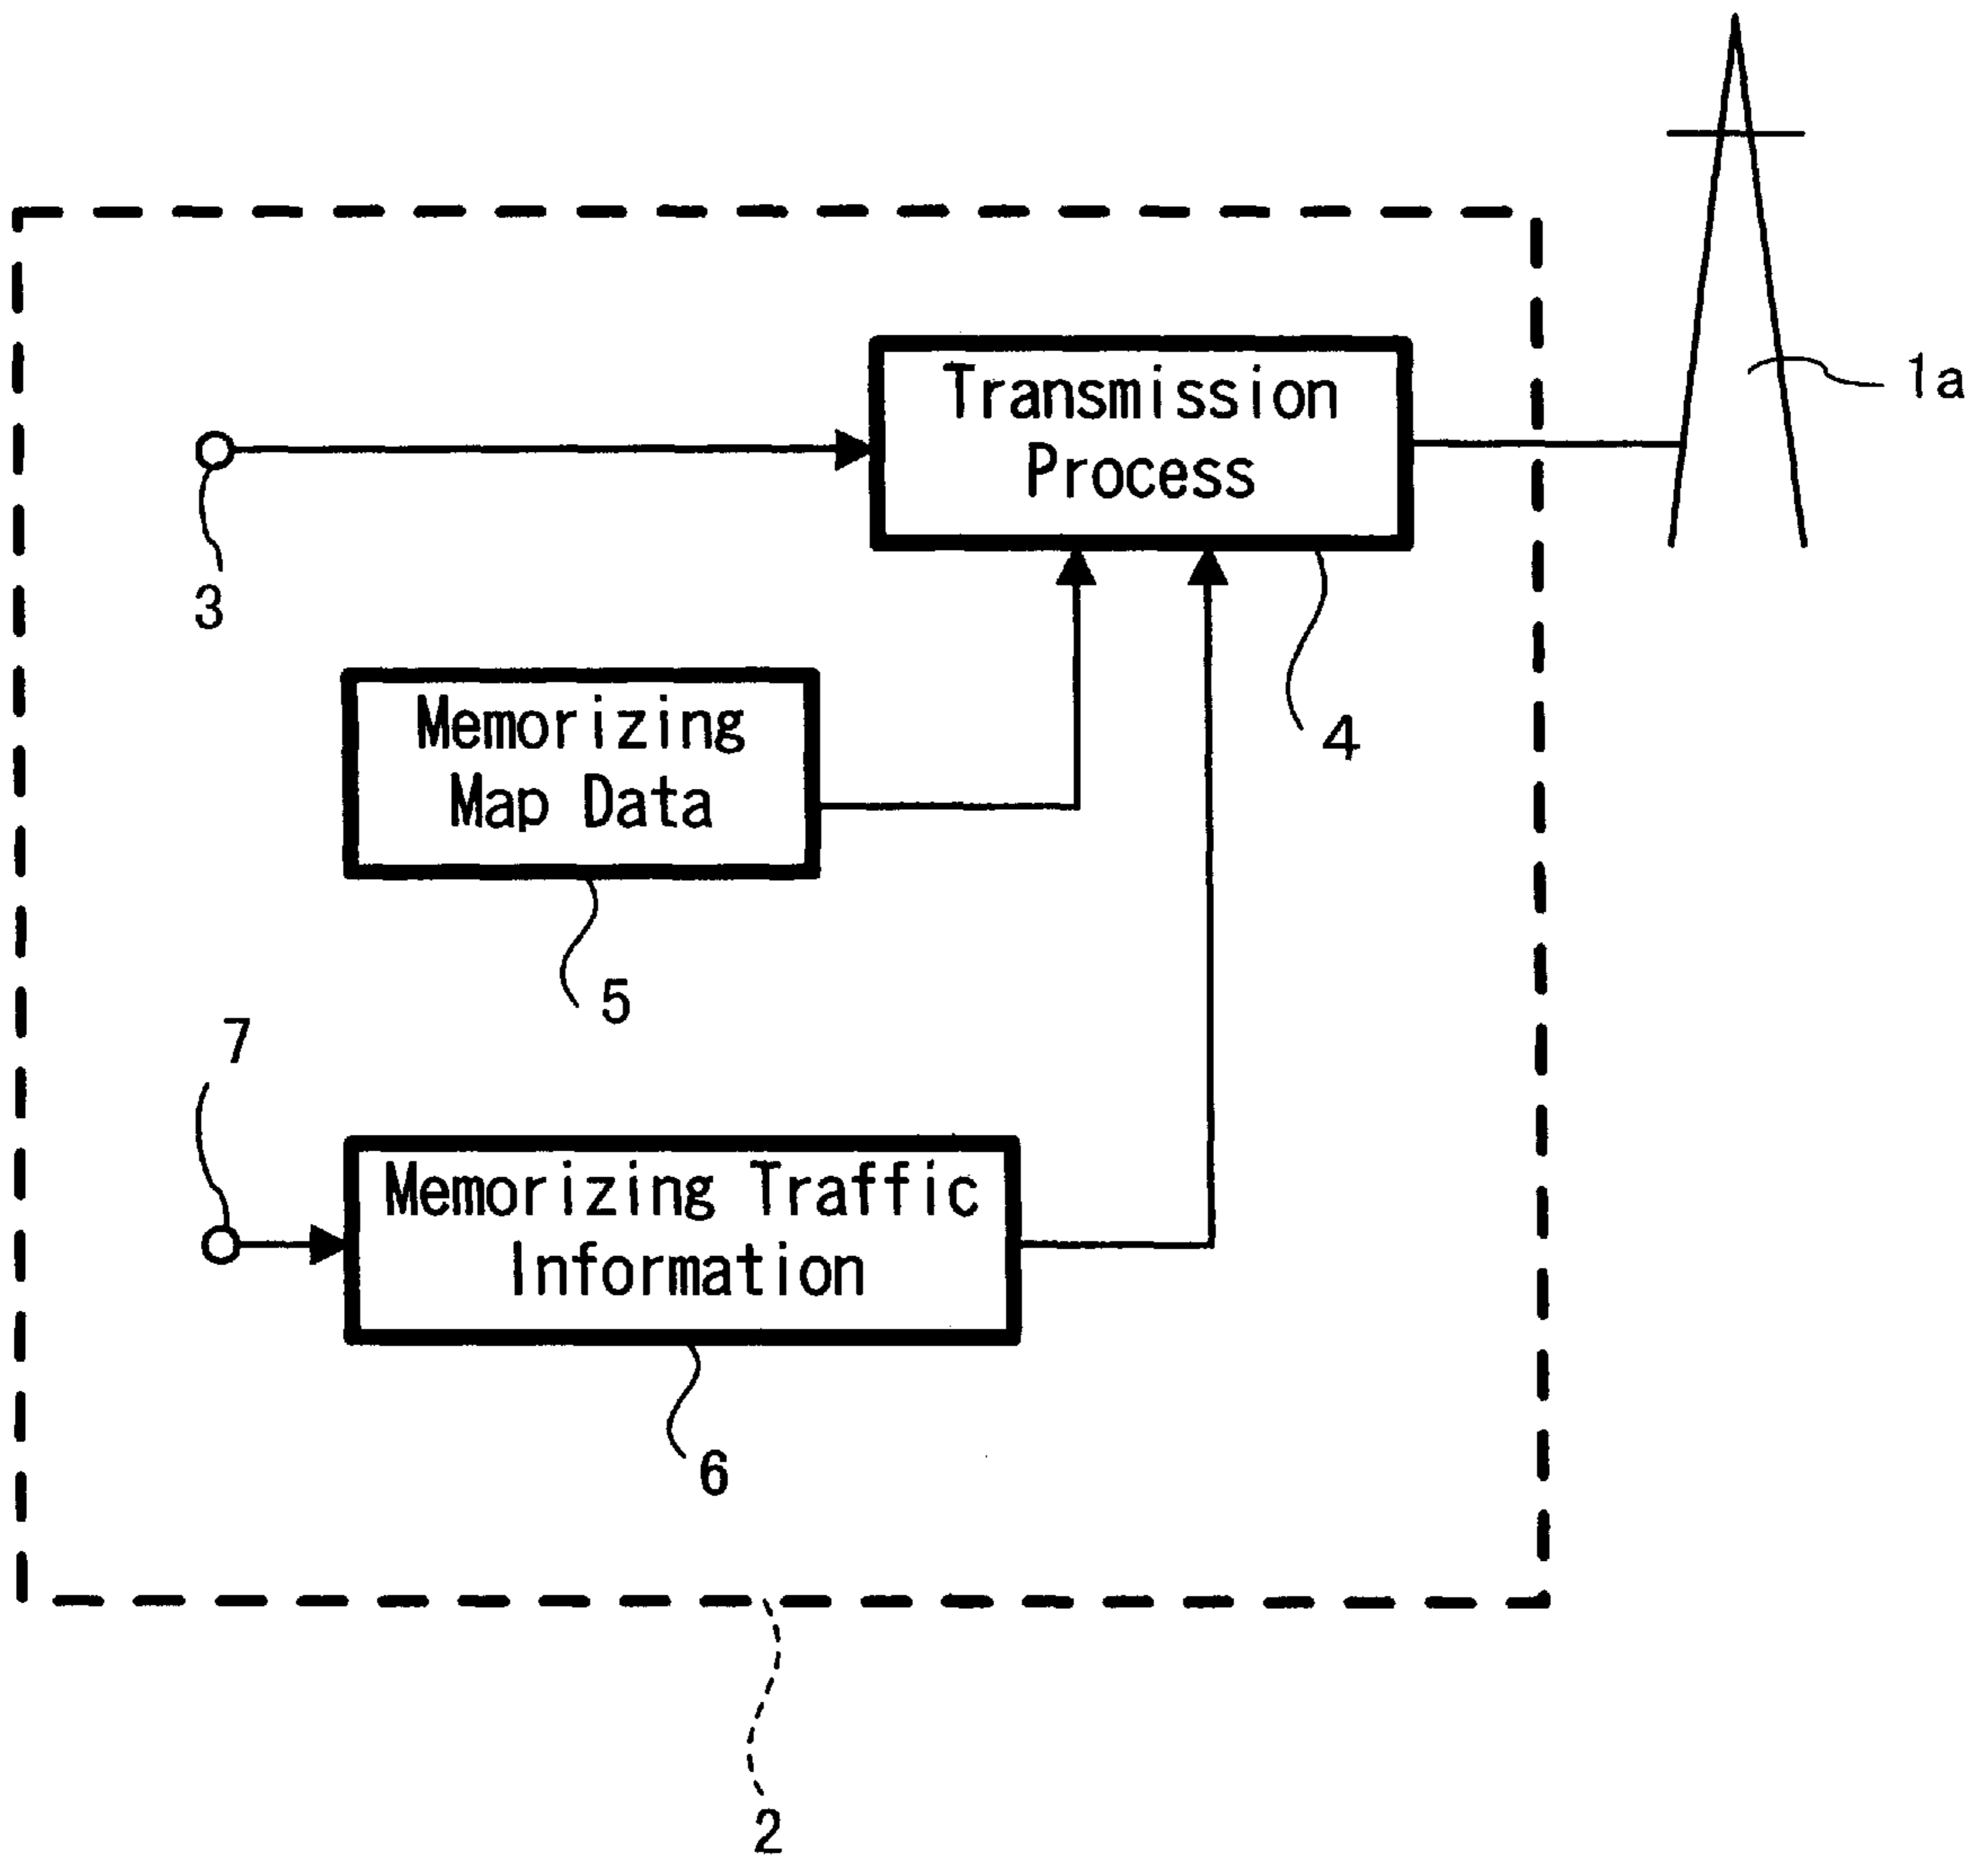 Transmission
Process
1a
3
4
Memorizing
Map Data
5
7
Memorizing Traffic
Information
6
2